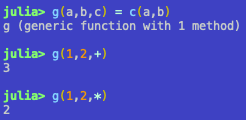 julia> g(a,b,c) = c(a,b)
g (generic function with 1 method)
julia> g(1,2,+)
3
julia> g(1,2,*)
2